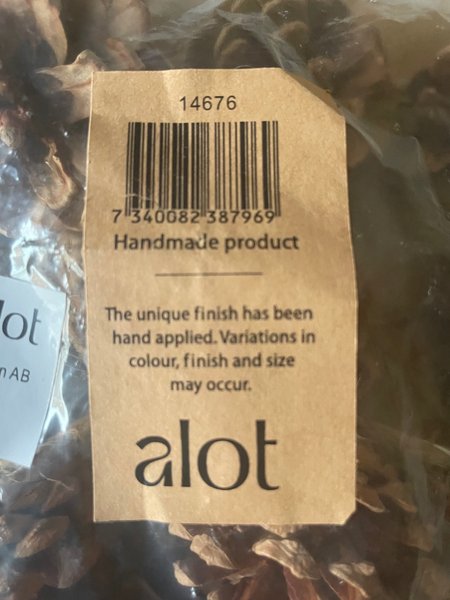 14676
7 340082 387969
Handmade product
The unique finish has been
hand applied. Variations in
colour, finish and size
may occur.
alot
lot
n AB